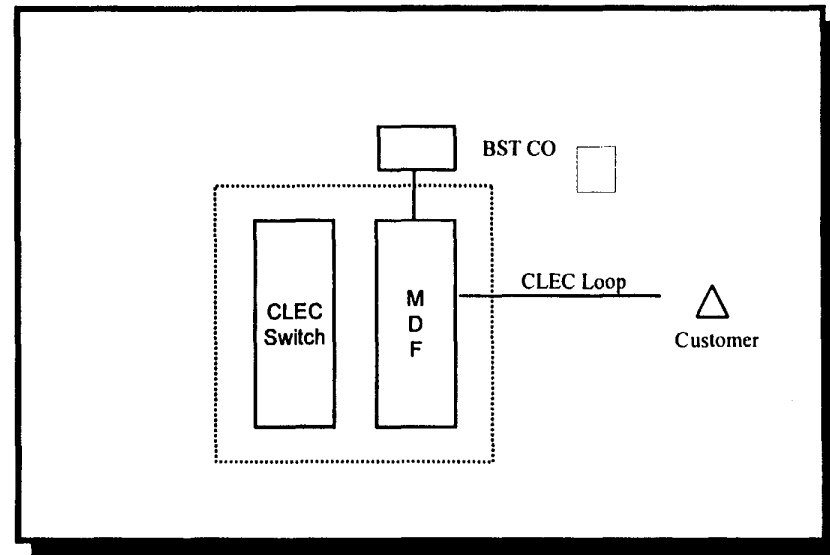 BST CO
CLEC Loop
CLEC
Switch
M
D
F
Customer